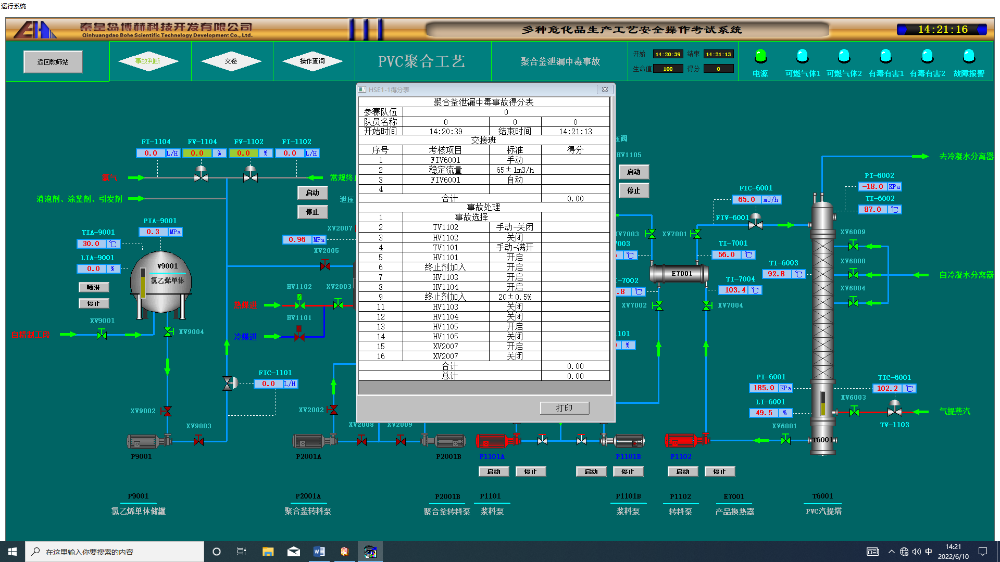 运行系统
秦皇岛博赫科技开发有限公司
Qinhuangdao Bohe Scientific Technology Development Co., Ltd.
多种危化品生产工艺安全操作考试系统
14:21:16
返回教师站
事故判断
交卷
操作查询
PVC聚合工艺
聚合釜泄漏中毒事故
开始 14:20:39 结束 14:21:13
生命值 100 得分 0
电源
可燃气体1
可燃气体2
有毒有害1
有毒有害2
故障报警
HSE1-1得分表
聚合釜泄漏中毒事故得分表
参赛队伍 0
队员名称 0 0 0
开始时间 14:20:39 结束时间 14:21:13
交接班
序号 考核项目 标准 得分
1 FIV6001 手动
2 稳定流量 65±1m3/h
3 FIV6001 自动
4
合计 0.00
事故处理
1 事故选择
2 TV1102 手动-关闭
3 HV1102 关闭
4 TV1101 手动-满开
5 HV1101 开启
6 终止剂加入 开启
7 HV1103 开启
8 HV1104 开启
9 终止剂加入 20±0.5%
11 HV1103 关闭
12 HV1104 关闭
13 HV1105 开启
14 HV1105 关闭
15 XV2007 开启
16 XV2007 关闭
合计 0.00
总计 0.00
打印
FI-1104
0.0 L/H
FV-1104
0.0 %
FV-1102
0.0 %
FI-1102
0.0 L/H
常规终
消泡剂、涂釜剂、引发剂
启动
停止
泄压
XV2007
0.96 MPa
XV2005
PIA-9001
0.3 MPa
TIA-9001
30.0 ℃
LIA-9001
0.0 %
V9001
氯乙烯单体
喷淋
停止
XV9001
XV9004
HV1102
XV2003
热媒进
HV1101
冷媒进
FIC-1101
0.0 L/H
XV9002
XV9003
XV2002
XV2008
XV2009
P9001
P2001A
P2001B
P1101A
P1101B
P1102
启动
停止
启动
停止
启动
停止
压阀
HV1105
启动
停止
7003
XV7001
7003
℃
-7002
.8 ℃
XV7002
101
%
E7001
FIC-6001
65.0 m3/h
FIV-6001
TI-7001
56.0 ℃
TI-7004
103.4 ℃
XV7004
TI-6003
92.8 ℃
去冷凝水分离器
PI-6002
-18.0 KPa
TI-6002
87.0 ℃
XV6009
XV6008
自冷凝水分离器
XV6004
PI-6001
185.0 KPa
LI-6001
49.5 %
TIC-6001
102.2 ℃
XV6003
气提蒸汽
TV-1103
XV6001
T6001
P9001
氯乙烯单体储罐
P2001A
聚合釜转料泵
P2001B
聚合釜转料泵
P1101
浆料泵
P1101B
浆料泵
P1102
转料泵
E7001
产品换热器
T6001
PVC汽提塔
在这里输入你要搜索的内容
中
14:21
2022/6/10